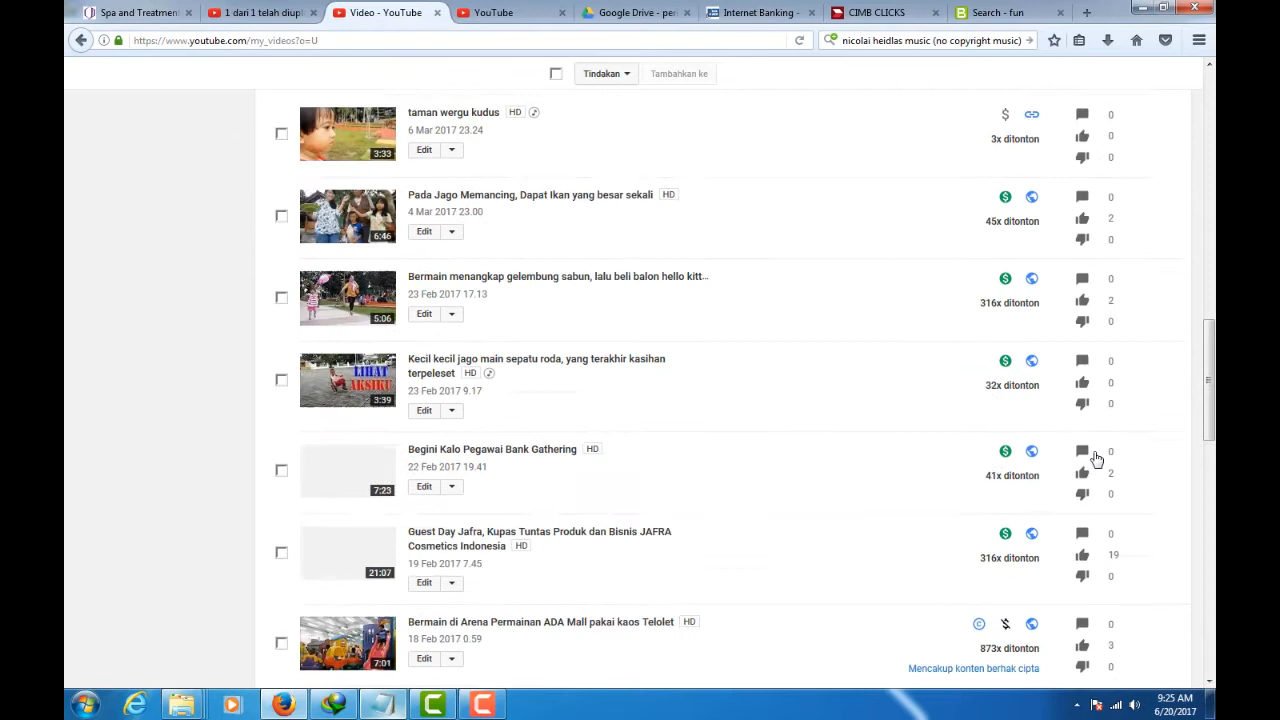 Spa and Treatment
1 dari 1 telah diupl
Video - YouTube
YouTube
Google Drive - pen
Internet Banking -
CIMB CLICKS
Search - fun
https://www.youtube.com/my_videos?o=U
nicolai heidlas music (no copyright music)
Tindakan
Tambahkan ke
taman wergu kudus HD
6 Mar 2017 23.24
Edit
3:33
3x ditonton
0
0
0
Pada Jago Memancing, Dapat Ikan yang besar sekali HD
4 Mar 2017 23.00
Edit
6:46
45x ditonton
0
2
0
Bermain menangkap gelembung sabun, lalu beli balon hello kitt...
23 Feb 2017 17.13
Edit
5:06
316x ditonton
0
2
0
Kecil kecil jago main sepatu roda, yang terakhir kasihan
terpeleset HD
23 Feb 2017 9.17
Edit
LIHAT
AKSIKU
3:39
32x ditonton
0
0
0
Begini Kalo Pegawai Bank Gathering HD
22 Feb 2017 19.41
Edit
7:23
41x ditonton
0
2
0
Guest Day Jafra, Kupas Tuntas Produk dan Bisnis JAFRA
Cosmetics Indonesia HD
19 Feb 2017 7.45
Edit
21:07
316x ditonton
0
19
0
Bermain di Arena Permainan ADA Mall pakai kaos Telolet HD
18 Feb 2017 0.59
Edit
7:01
873x ditonton
Mencakup konten berhak cipta
0
3
0
9:25 AM
6/20/2017